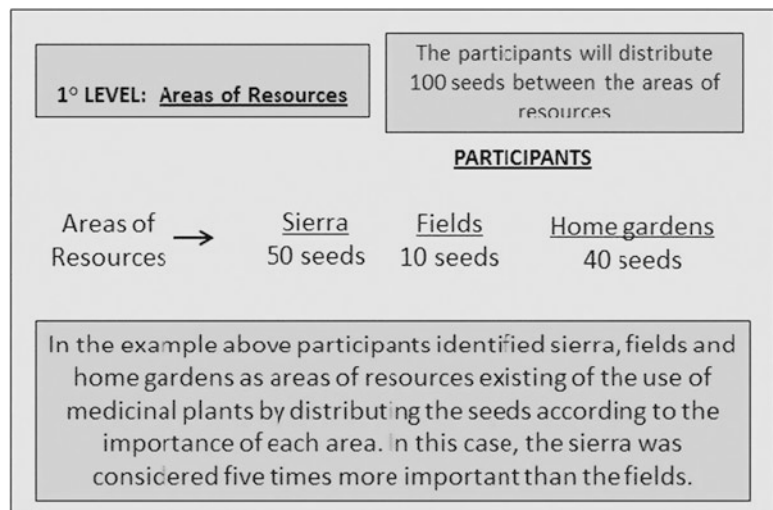 1° LEVEL: Areas of Resources
The participants will distribute
100 seeds between the areas of
resources
PARTICIPANTS
Areas of
Resources →
Sierra
50 seeds
Fields
10 seeds
Home gardens
40 seeds
In the example above participants identified sierra, fields and
home gardens as areas of resources existing of the use of
medicinal plants by distributing the seeds according to the
importance of each area. In this case, the sierra was
considered five times more important than the fields.